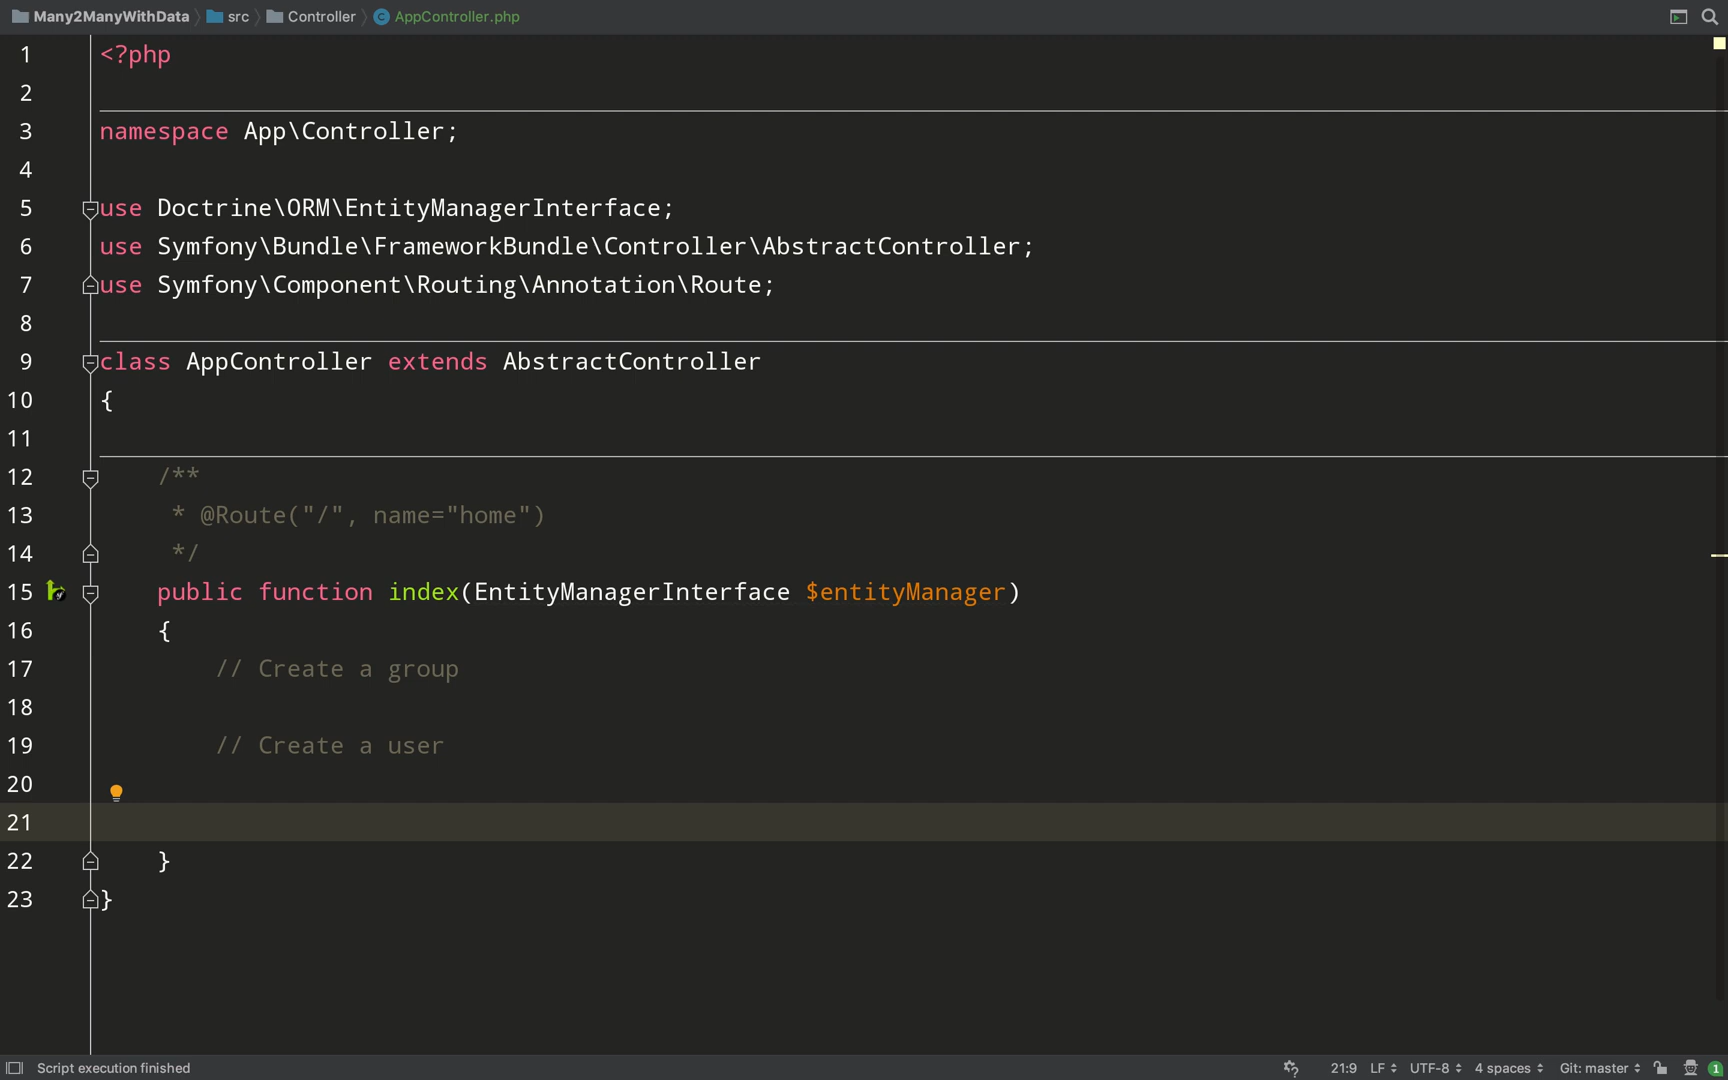 Many2ManyWithData src Controller AppController.php
1 <?php
2
3 namespace App\Controller;
4
5 use Doctrine\ORM\EntityManagerInterface;
6 use Symfony\Bundle\FrameworkBundle\Controller\AbstractController;
7 use Symfony\Component\Routing\Annotation\Route;
8
9 class AppController extends AbstractController
10 {
11
12 /**
13 * @Route("/", name="home")
14 */
15 public function index(EntityManagerInterface $entityManager)
16 {
17 // Create a group
18
19 // Create a user
20
21
22 }
23 }
Script execution finished 21:9 LF UTF-8 4 spaces Git: master 1